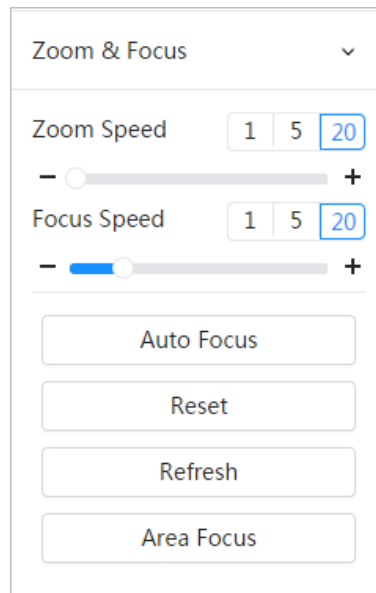 Zoom & Focus
Zoom Speed 1 5 20
− +
Focus Speed 1 5 20
− +
Auto Focus
Reset
Refresh
Area Focus